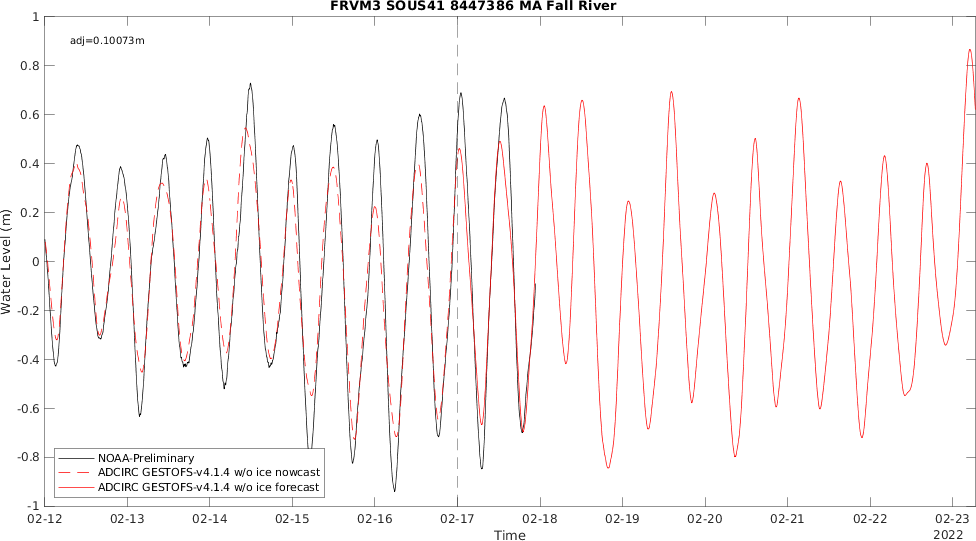 FRVM3 SOUS41 8447386 MA Fall River
adj=0.10073m
Water Level (m)
1
0.8
0.6
0.4
0.2
0
-0.2
-0.4
-0.6
-0.8
-1
NOAA-Preliminary
ADCIRC GESTOFS-v4.1.4 w/o ice nowcast
ADCIRC GESTOFS-v4.1.4 w/o ice forecast
02-12 02-13 02-14 02-15 02-16 02-17 02-18 02-19 02-20 02-21 02-22 02-23
Time
2022